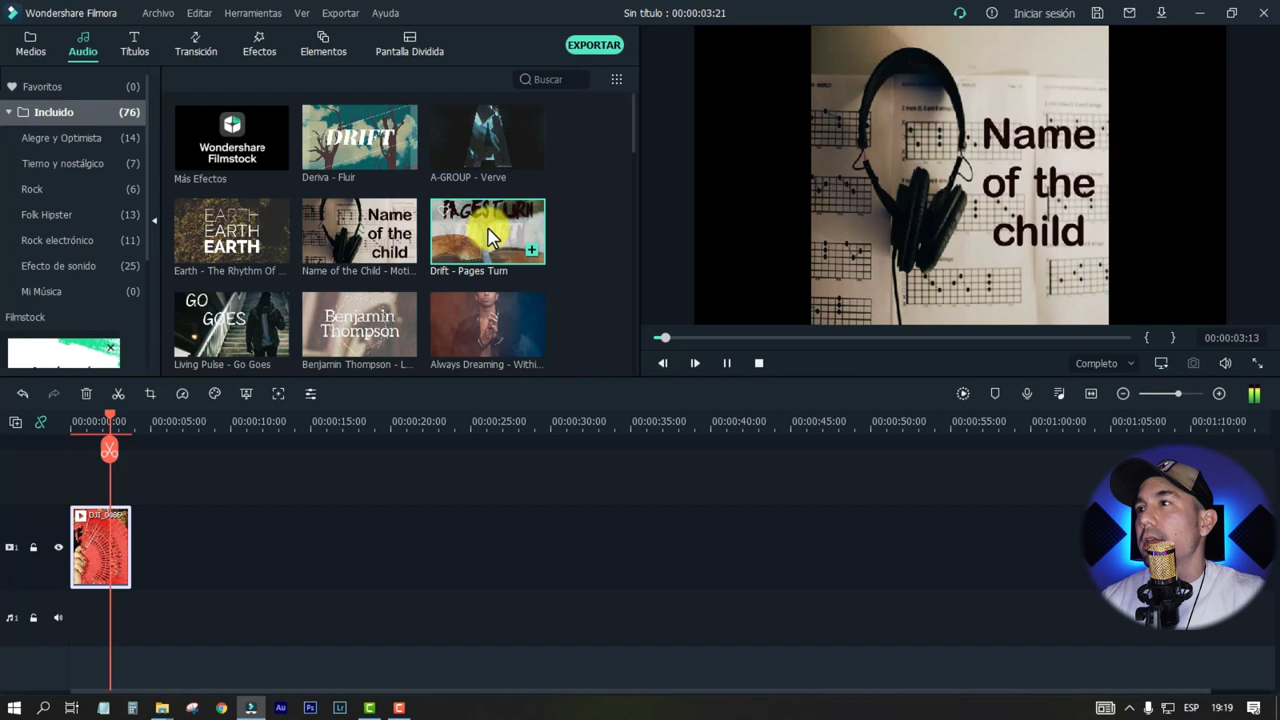 Wondershare Filmora
Archivo
Editar
Herramientas
Ver
Exportar
Ayuda
Sin título : 00:00:03:21
Iniciar sesión
Medios
Audio
Títulos
Transición
Efectos
Elementos
Pantalla Dividida
EXPORTAR
Favoritos (0)
Incluido (76)
Alegre y Optimista (14)
Tierno y nostálgico (7)
Rock (6)
Folk Hipster (13)
Rock electrónico (11)
Efecto de sonido (25)
Mi Música (0)
Filmstock
Buscar
Wondershare
Filmstock
Más Efectos
DRIFT
Deriva - Fluir
A-GROUP - Verve
EARTH
EARTH
EARTH
Earth - The Rhythm Of ...
Name
of the
child
Name of the Child - Moti...
PAGES TURN
Drift - Pages Turn
GO
GOES
Living Pulse - Go Goes
Benjamin
Thompson
Benjamin Thompson - L...
Always Dreaming - Withi...
Name
of the
child
00:00:03:13
Completo
00:00:00:00
00:00:05:00
00:00:10:00
00:00:15:00
00:00:20:00
00:00:25:00
00:00:30:00
00:00:35:00
00:00:40:00
00:00:45:00
00:00:50:00
00:00:55:00
00:01:00:00
00:01:05:00
00:01:10:00
1
1
Au
Ps
Lr
ESP
19:19